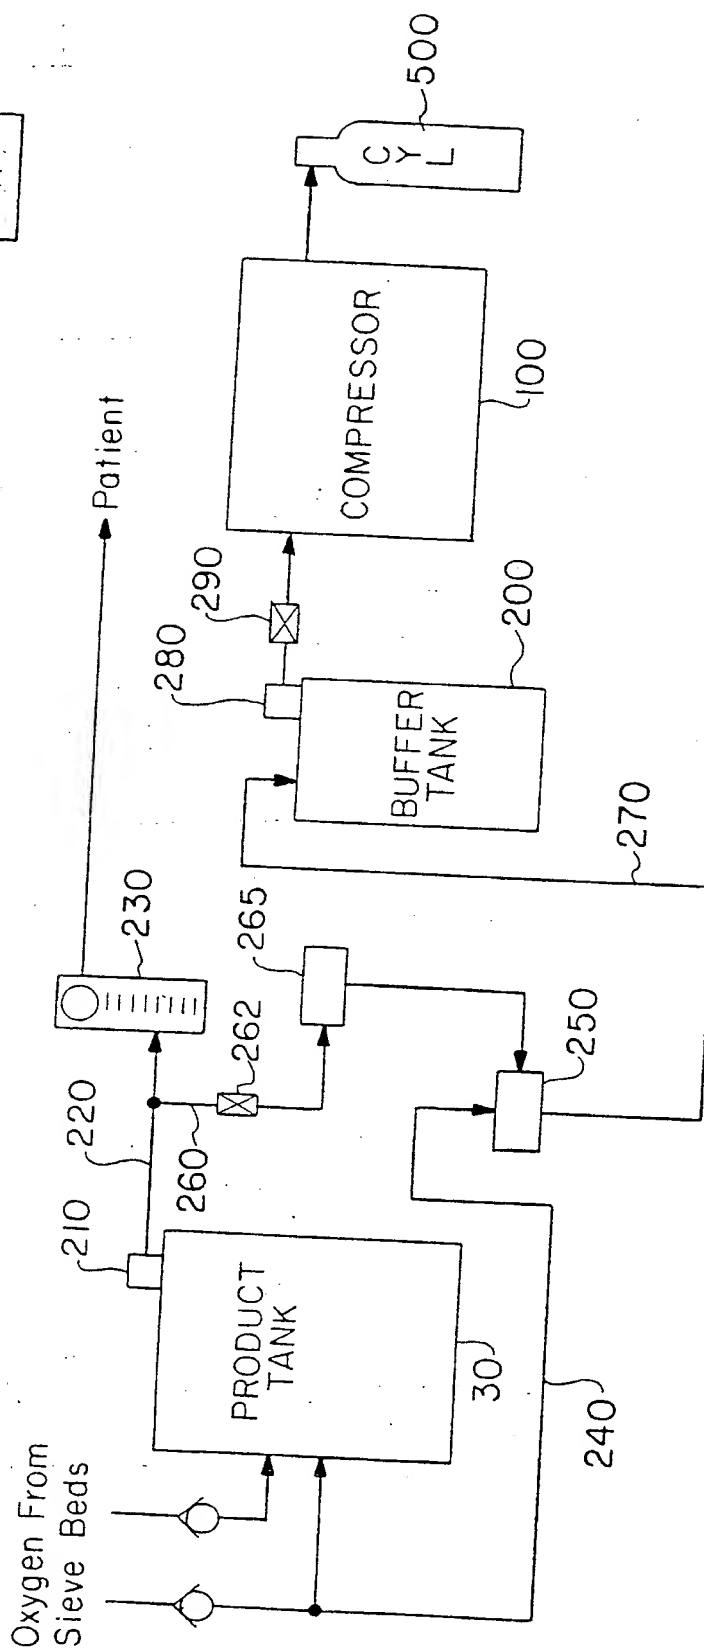 Oxygen From
Sieve Beds
PRODUCT
TANK
30
210
220
230
Patient
240
250
260
262
265
270
280
290
BUFFER
TANK
200
COMPRESSOR
100
CYL
500